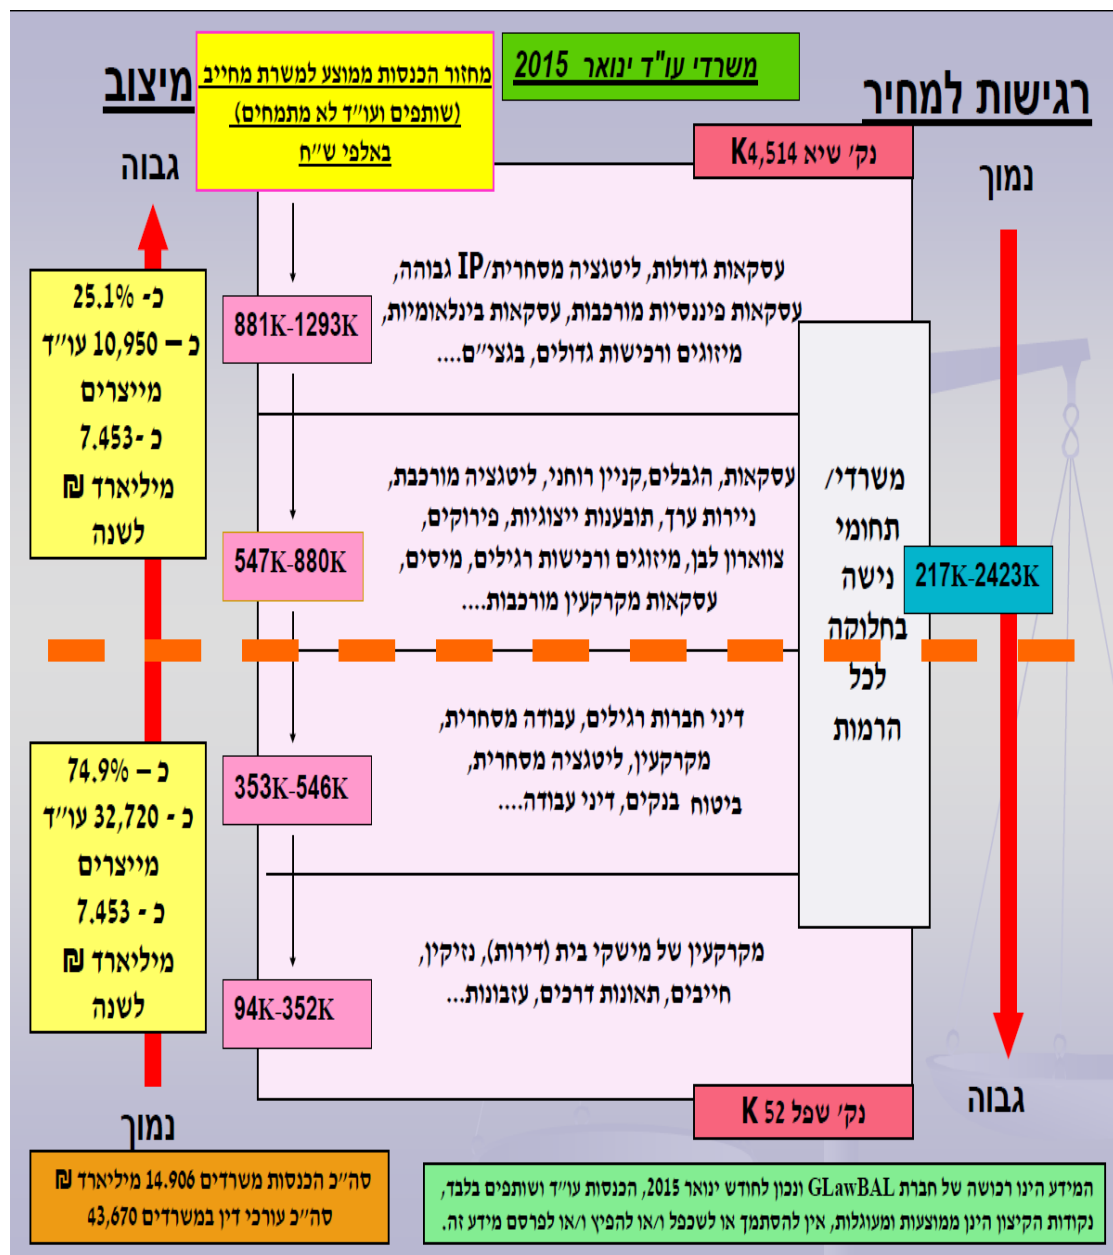 משרדי עו"ד ינואר 2015
רגישות למחיר
מיצוב
מחזור הכנסות ממוצע למשרת מחייב
(שותפים ועו"ד לא מתמחים)
באלפי ש"ח
נק' שיא 4,514K
נמוך
גבוה
עסקאות גדולות, ליטגציה מסחרית/IP גבוהה,
עסקאות פיננסיות מורכבות, עסקאות בינלאומיות,
מיזוגים ורכישות גדולים, בגצי"ם....
881K-1293K
כ- 25.1%
כ – 10,950 עו"ד
מייצרים
כ -7.453
מיליארד ₪
לשנה
עסקאות, הגבלים,קניין רוחני, ליטגציה מורכבת,
ניירות ערך, תובענות ייצוגיות, פירוקים,
צווארון לבן, מיזוגים ורכישות רגילים, מיסים,
עסקאות מקרקעין מורכבות....
547K-880K
משרדי/
תחומי
נישה
בחלוקה
לכל
הרמות
217K-2423K
דיני חברות רגילים, עבודה מסחרית,
מקרקעין, ליטגציה מסחרית,
ביטוח בנקים, דיני עבודה....
353K-546K
כ – 74.9%
כ - 32,720 עו"ד
מייצרים
כ - 7.453
מיליארד ₪
לשנה
מקרקעין של מישקי בית (דירות), נזיקין,
חייבים, תאונות דרכים, עזבונות...
94K-352K
נק' שפל 52 K
גבוה
נמוך
המידע הינו רכושה של חברת GLawBAL ונכון לחודש ינואר 2015, הכנסות עו"ד ושותפים בלבד,
נקודות הקיצון הינן ממוצעות ומעוגלות, אין להסתמך או לשכפל ו/או להפיץ ו/או לפרסם מידע זה.
סה"כ הכנסות משרדים 14.906 מיליארד ₪
סה"כ עורכי דין במשרדים 43,670